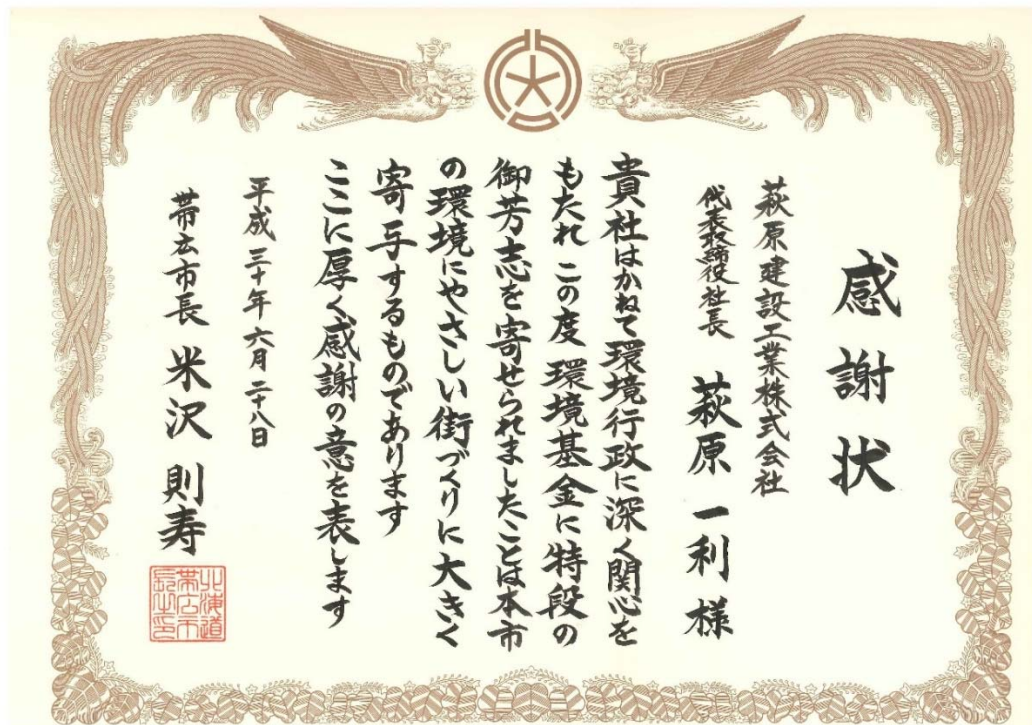 感謝状
萩原建設工業株式会社
代表取締役社長 萩原一利様
貴社はかねて環境行政に深く関心を
もたれ この度 環境基金に特段の
御芳志を寄せられましたことは本市
の環境にやさしい街づくりに大きく
寄与するものであります
ここに厚く感謝の意を表します
平成三十年六月二十八日
帯広市長 米沢則寿
北海道
帯広市
長之印